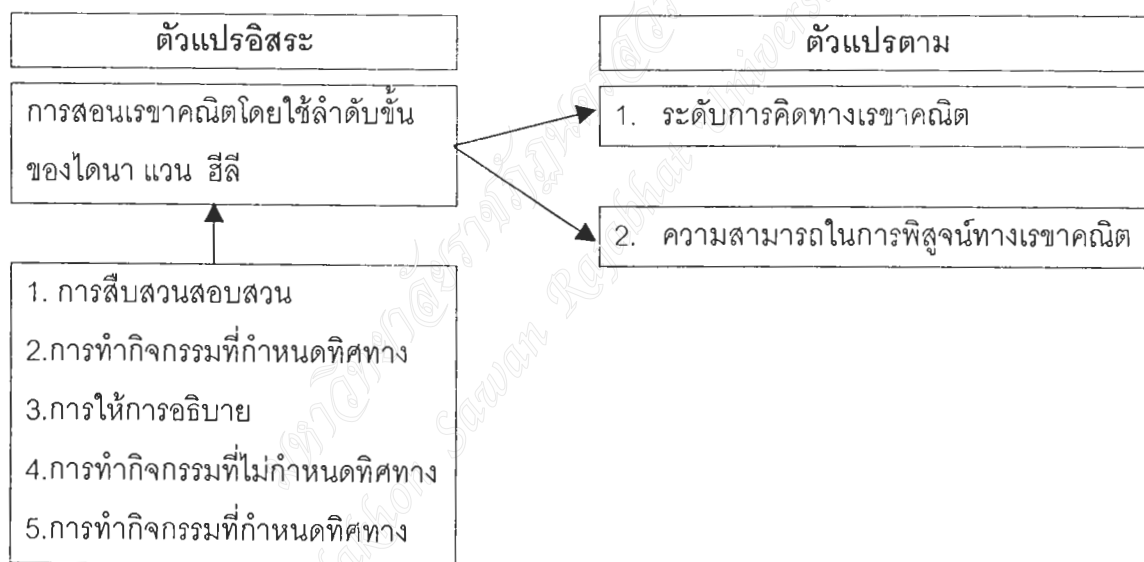 ตัวแปรอิสระ
ตัวแปรตาม
การสอนเรขาคณิตโดยใช้ลำดับขั้น
ของไดนา แวน ฮีลี
1. ระดับการคิดทางเรขาคณิต
2. ความสามารถในการพิสูจน์ทางเรขาคณิต
1. การสืบสวนสอบสวน
2.การทำกิจกรรมที่กำหนดทิศทาง
3.การให้การอธิบาย
4.การทำกิจกรรมที่ไม่กำหนดทิศทาง
5.การทำกิจกรรมที่กำหนดทิศทาง
Sawan Rajabhat